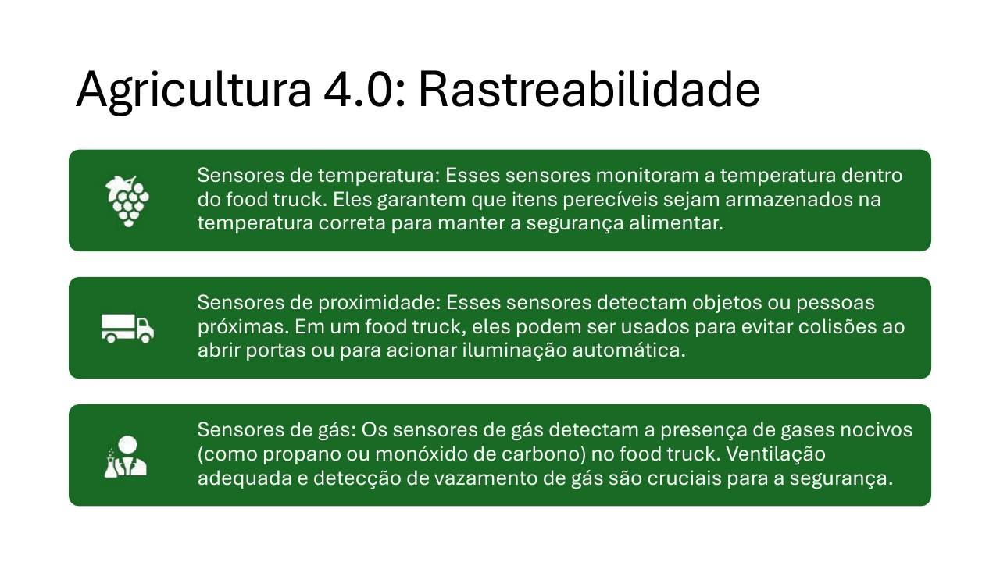 Agricultura 4.0: Rastreabilidade
Sensores de temperatura: Esses sensores monitoram a temperatura dentro
do food truck. Eles garantem que itens perecíveis sejam armazenados na
temperatura correta para manter a segurança alimentar.
Sensores de proximidade: Esses sensores detectam objetos ou pessoas
próximas. Em um food truck, eles podem ser usados para evitar colisões ao
abrir portas ou para acionar iluminação automática.
Sensores de gás: Os sensores de gás detectam a presença de gases nocivos
(como propano ou monóxido de carbono) no food truck. Ventilação
adequada e detecção de vazamento de gás são cruciais para a segurança.